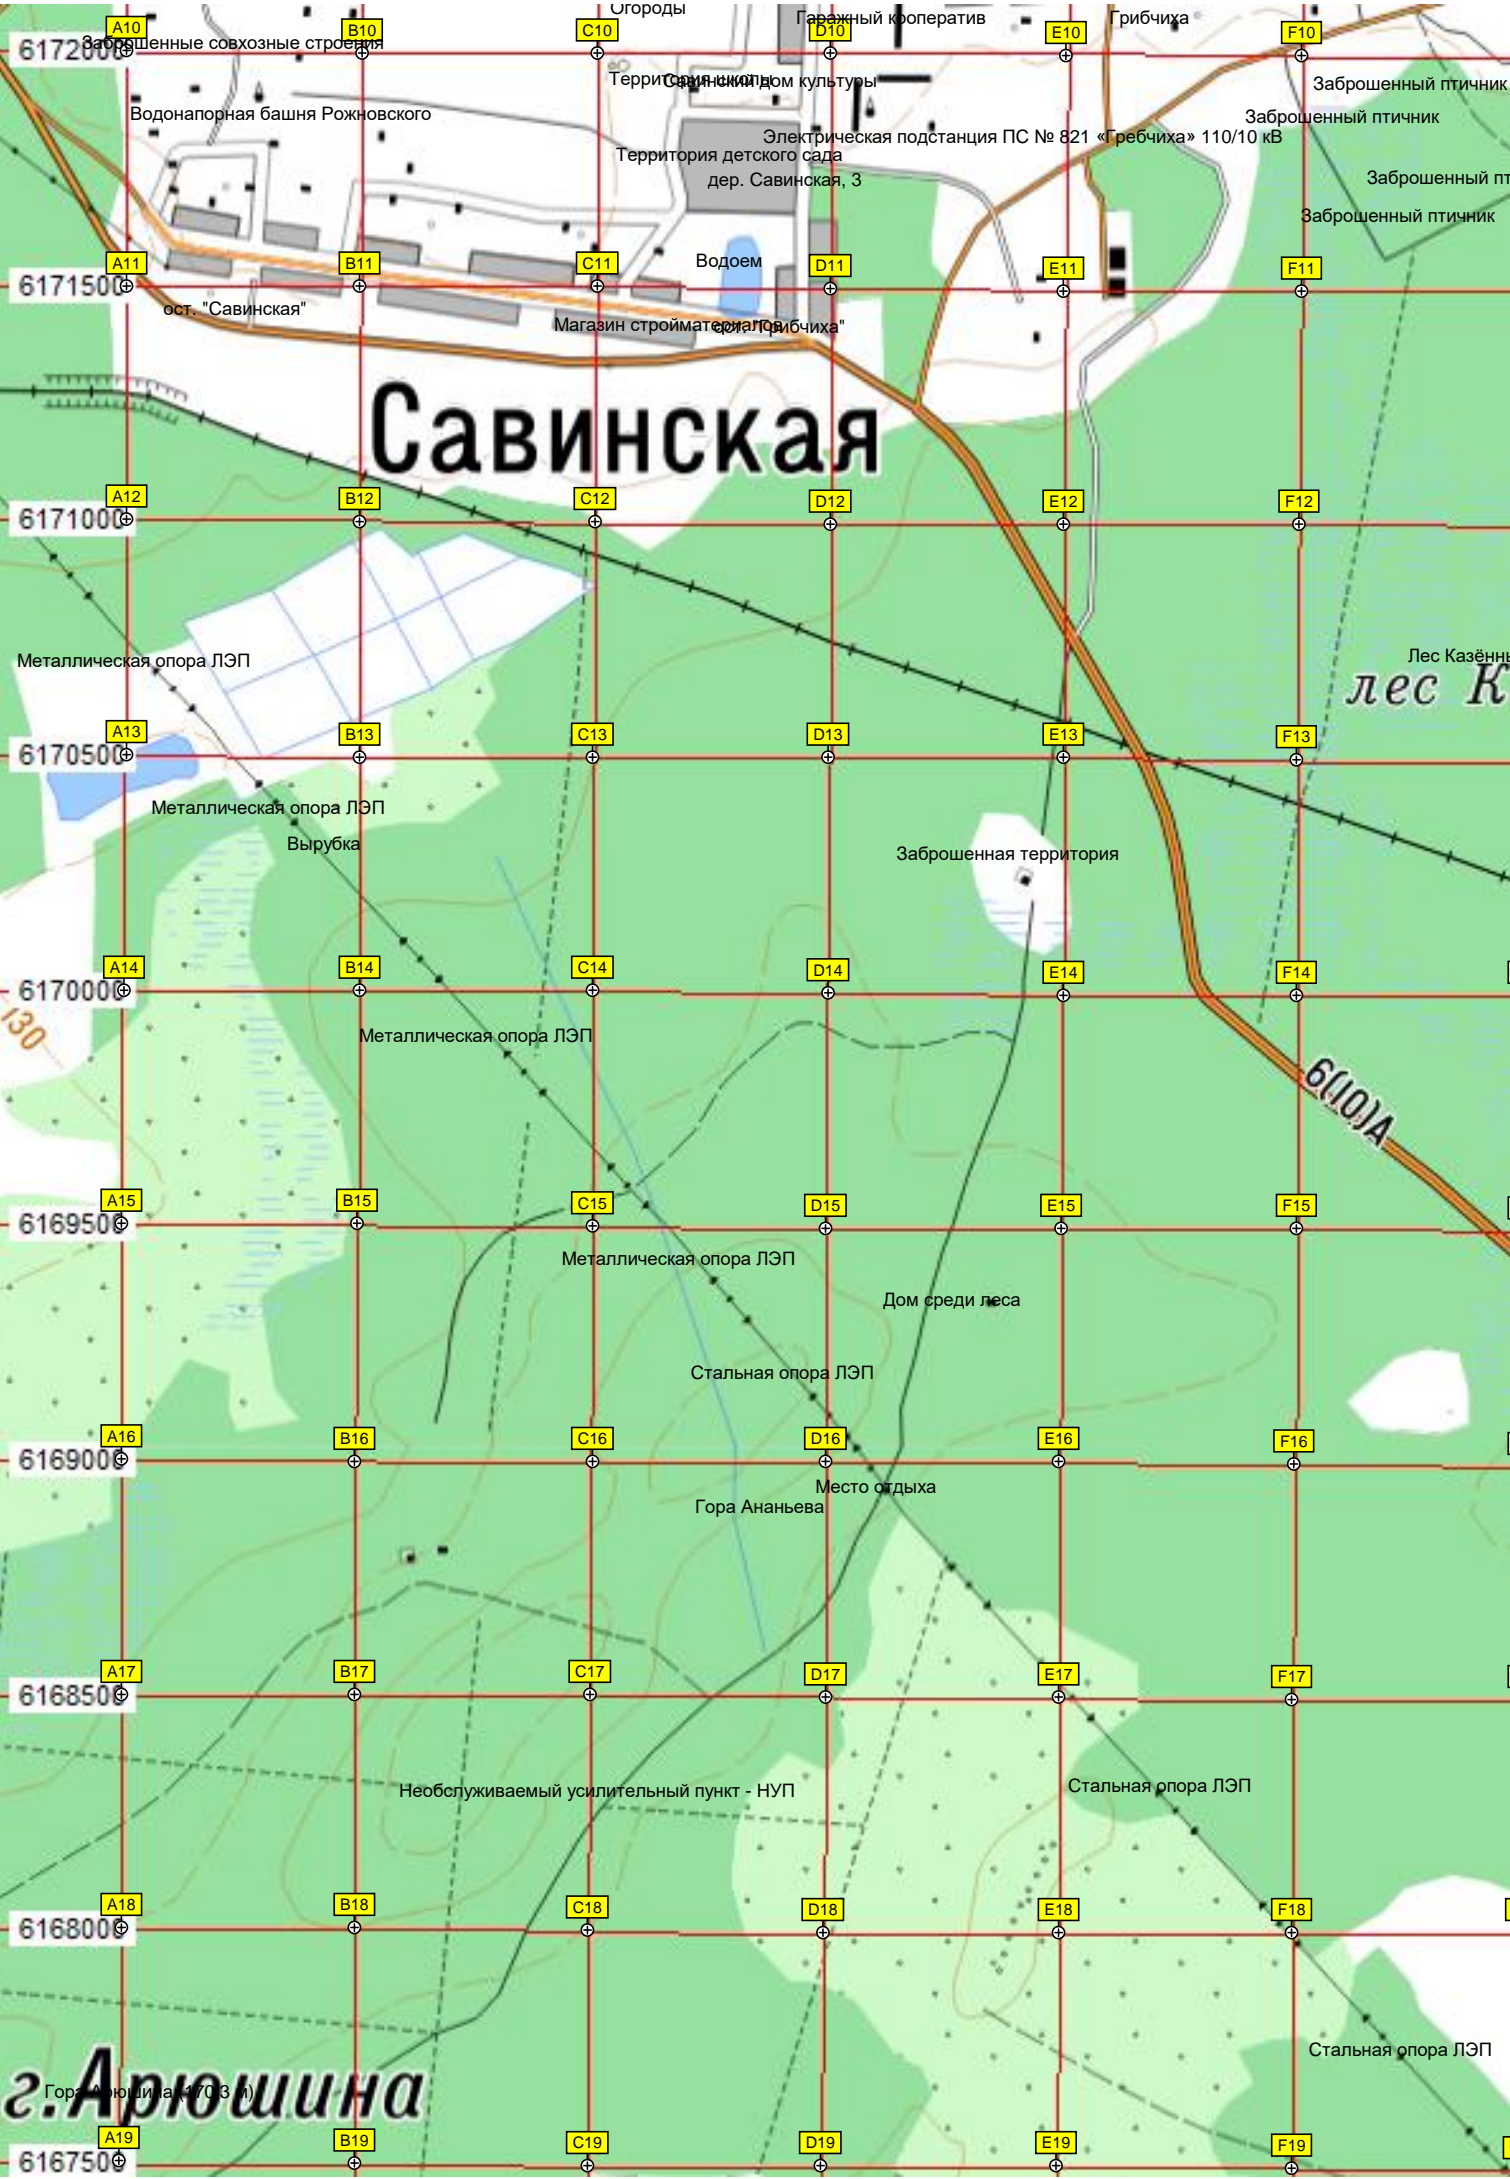 Огороды
Гаражный кооператив
Грибчиха
A10
B10
C10
D10
E10
F10
6172000
Заброшенные совхозные строения
Территория школы
Савинский дом культуры
Заброшенный птичник
Водонапорная башня Рожновского
Заброшенный птичник
Электрическая подстанция ПС № 821 «Гребчиха» 110/10 кВ
Территория детского сада
дер. Савинская, 3
Заброшенный пт
Заброшенный птичник
Водоем
A11
B11
C11
D11
E11
F11
6171500
ост. "Савинская"
Магазин стройматериалов
ост. "Грибчиха"
Савинская
A12
B12
C12
D12
E12
F12
6171000
Металлическая опора ЛЭП
Лес Казённы
лес К
A13
B13
C13
D13
E13
F13
6170500
Металлическая опора ЛЭП
Вырубка
Заброшенная территория
A14
B14
C14
D14
E14
F14
6170000
130
Металлическая опора ЛЭП
6(10)А
A15
B15
C15
D15
E15
F15
6169500
Металлическая опора ЛЭП
Дом среди леса
Стальная опора ЛЭП
A16
B16
C16
D16
E16
F16
6169000
Место отдыха
Гора Ананьева
A17
B17
C17
D17
E17
F17
6168500
Необслуживаемый усилительный пункт - НУП
Стальная опора ЛЭП
A18
B18
C18
D18
E18
F18
6168000
Стальная опора ЛЭП
Гора Арюшина (170,3 м)
г.Арюшина
A19
B19
C19
D19
E19
F19
6167500